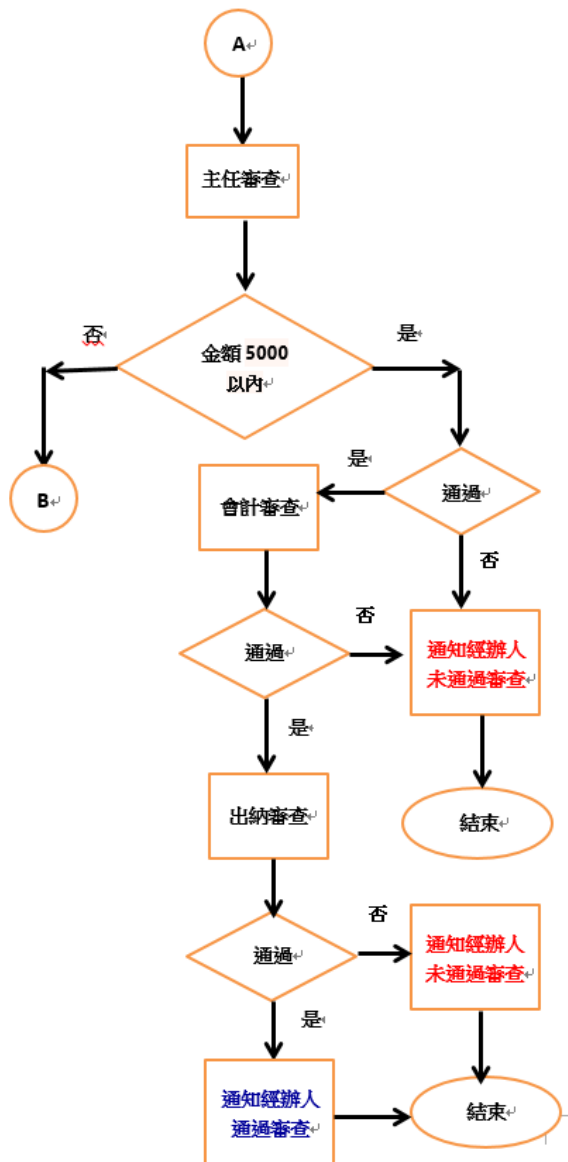 A
主任審查
否
是
金額 5000
以內
是
通過
會計審查
B
否
否
通過
通知經辦人
未通過審查
是
出納審查
結束
否
通過
通知經辦人
未通過審查
是
通知經辦人
通過審查
結束